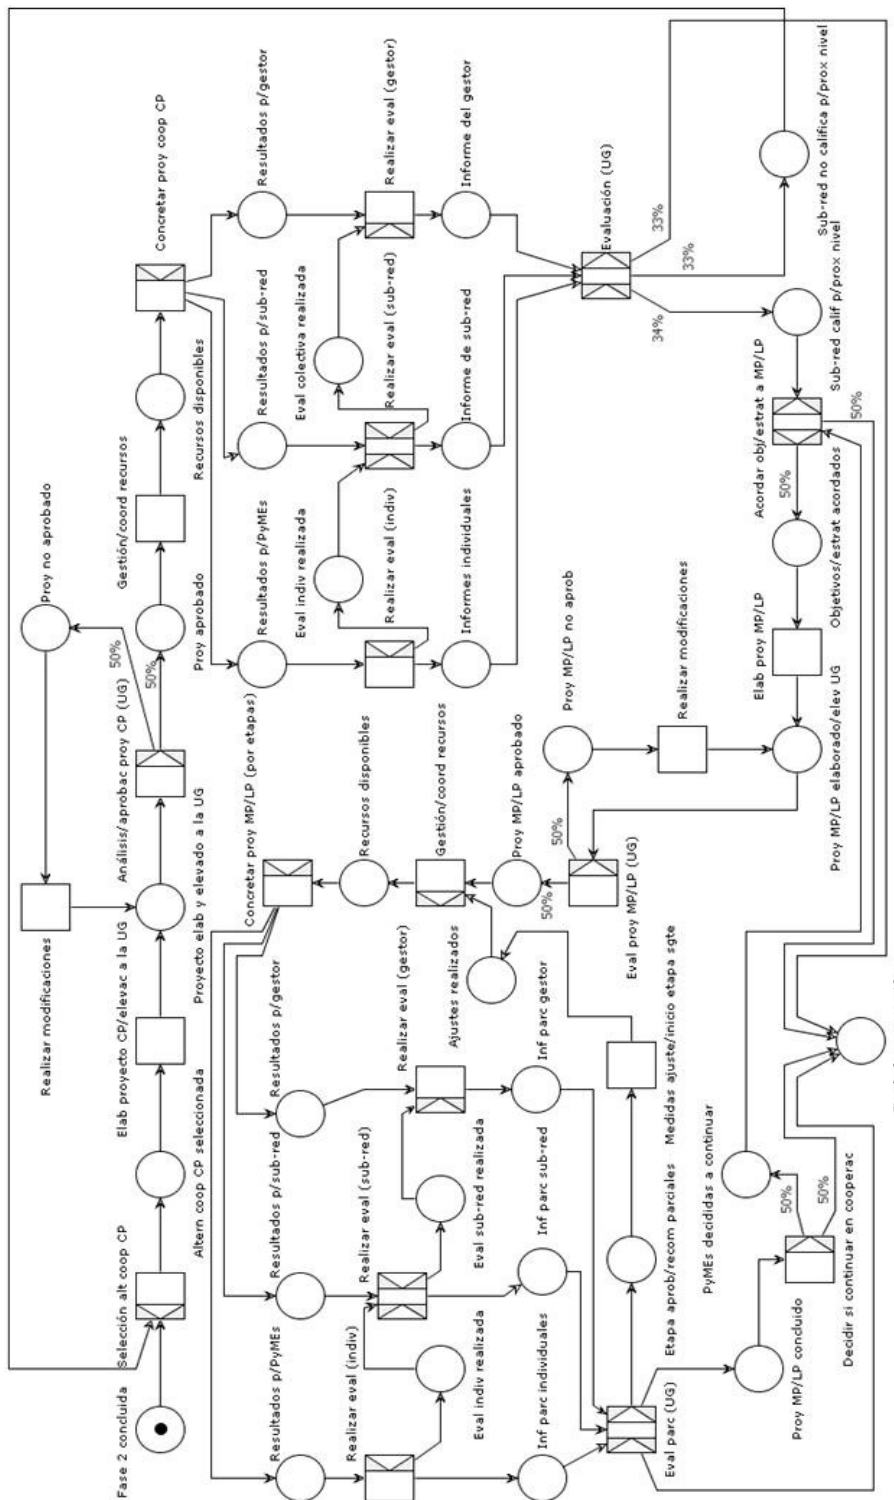 Fase 2 concluida
Selección alt coop CP
Altern coop CP seleccionada
Elab proyecto CP/elevac a la UG
Proyecto elab y elevado a la UG
Realizar modificaciones
Análisis/aprobac proy CP (UG)
Proy no aprobado
50%
50%
Proy aprobado
Gestión/coord recursos
Recursos disponibles
Concretar proy coop CP
Resultados p/PyMEs
Resultados p/sub-red
Resultados p/gestor
Realizar eval (indiv)
Eval indiv realizada
Realizar eval (sub-red)
Eval colectiva realizada
Realizar eval (gestor)
Informes individuales
Informe de sub-red
Informe del gestor
Evaluación (UG)
34%
33%
33%
Sub-red no califica p/prox nivel
Sub-red calif p/prox nivel
Acordar obj/estrat a MP/LP
50%
50%
Objetivos/estrat acordados
Elab proy MP/LP
Proy MP/LP elaborado/elev UG
Realizar modificaciones
Proy MP/LP no aprob
50%
50%
Eval proy MP/LP (UG)
Proy MP/LP aprobado
Gestión/coord recursos
Recursos disponibles
Concretar proy MP/LP (por etapas)
Resultados p/PyMEs
Resultados p/sub-red
Resultados p/gestor
Realizar eval (indiv)
Eval indiv realizada
Realizar eval (sub-red)
Eval sub-red realizada
Realizar eval (gestor)
Ajustes realizados
Inf parc individuales
Inf parc sub-red
Inf parc gestor
Eval parc (UG)
Etapa aprob/recom parciales
Medidas ajuste/inicio etapa sgte
Proy MP/LP concluido
PyMEs decididas a continuar
50%
50%
Decidir si continuar en cooperac